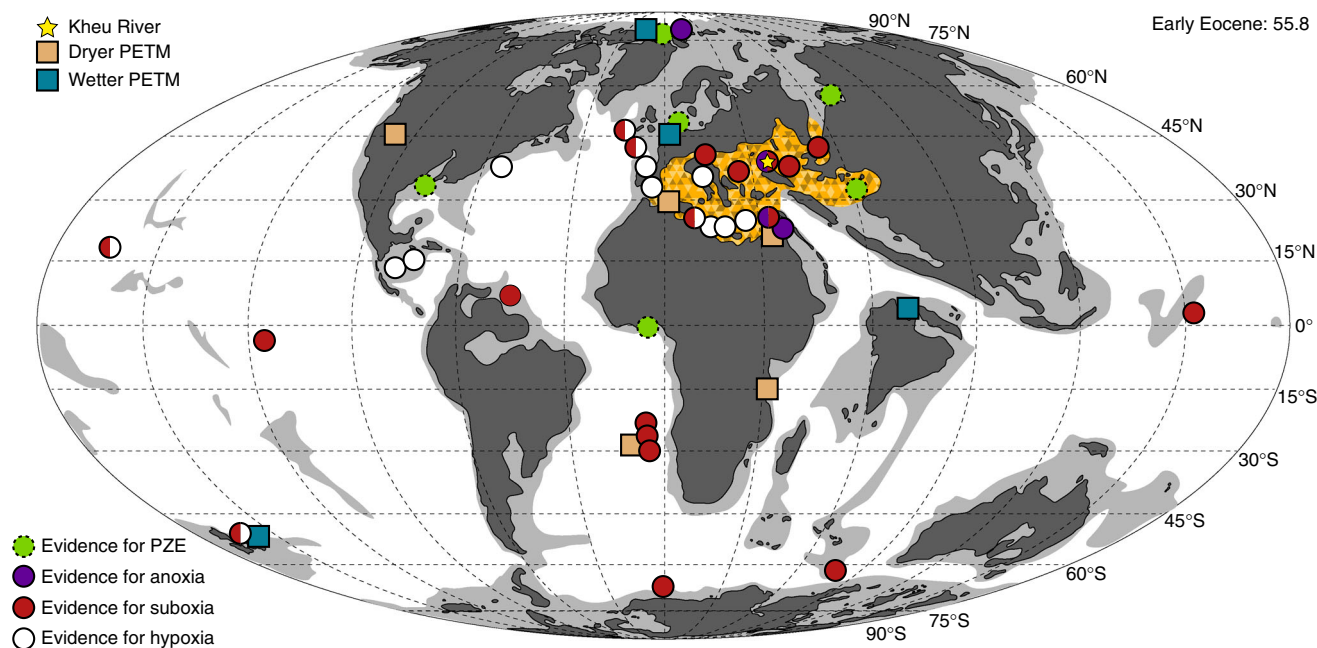 Kheu River
Dryer PETM
Wetter PETM
Early Eocene: 55.8
90°N
75°N
60°N
45°N
30°N
15°N
0°
15°S
30°S
45°S
60°S
75°S
90°S
Evidence for PZE
Evidence for anoxia
Evidence for suboxia
Evidence for hypoxia